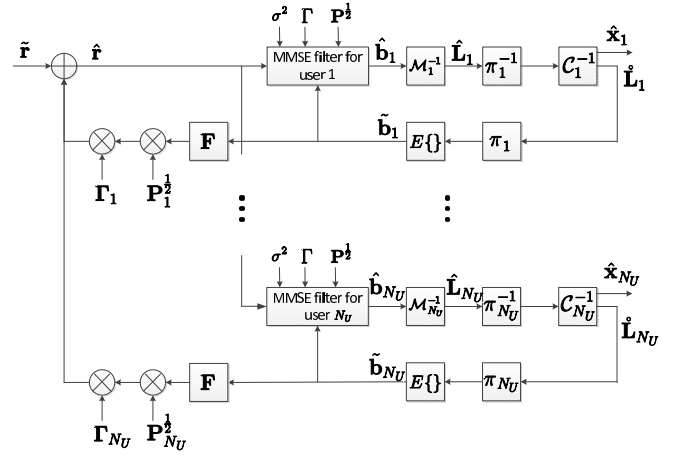 σ² Γ P^{1/2}
r̃ r̂ MMSE filter for user 1 b̂₁ ℳ₁⁻¹ L̂₁ π₁⁻¹ 𝒞₁⁻¹ x̂₁
L̊₁
F b̃₁ E{} π₁
Γ₁ P₁^{1/2}
σ² Γ P^{1/2}
MMSE filter for user N_U b̂_{N_U} ℳ_{N_U}⁻¹ L̂_{N_U} π_{N_U}⁻¹ 𝒞_{N_U}⁻¹ x̂_{N_U}
L̊_{N_U}
F b̃_{N_U} E{} π_{N_U}
Γ_{N_U} P_{N_U}^{1/2}